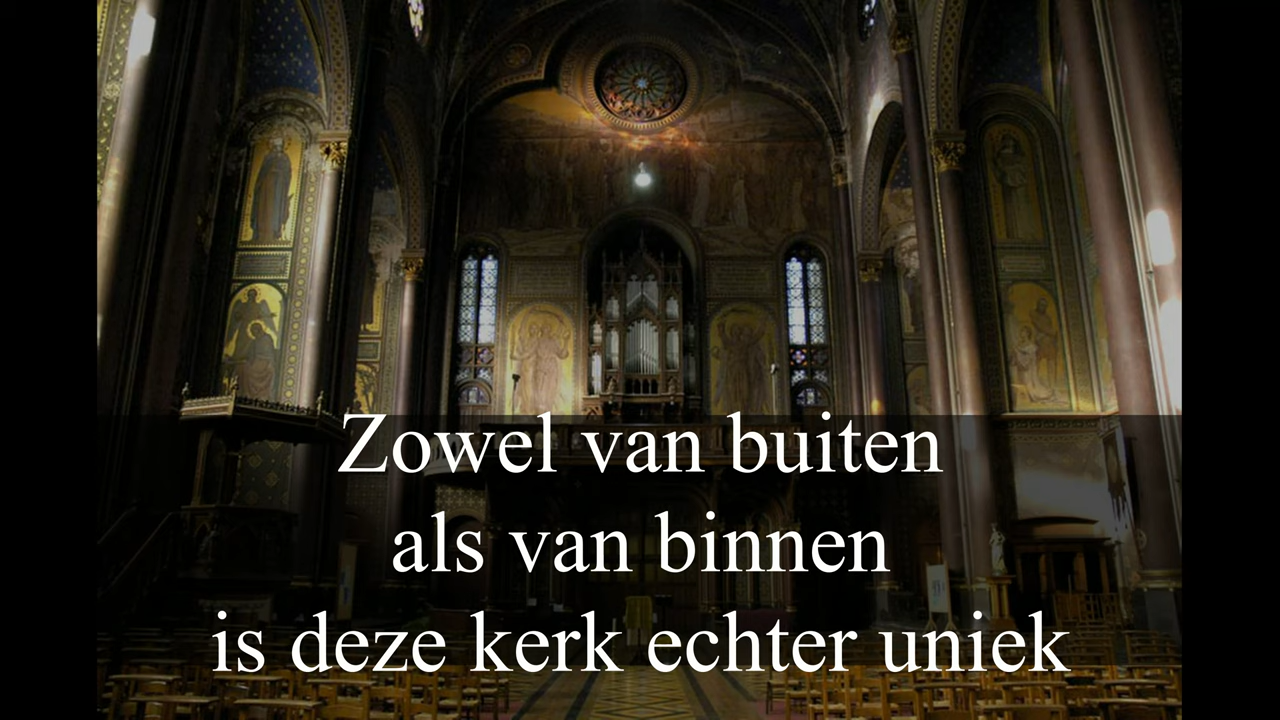 Zowel van buiten
als van binnen
is deze kerk echter uniek